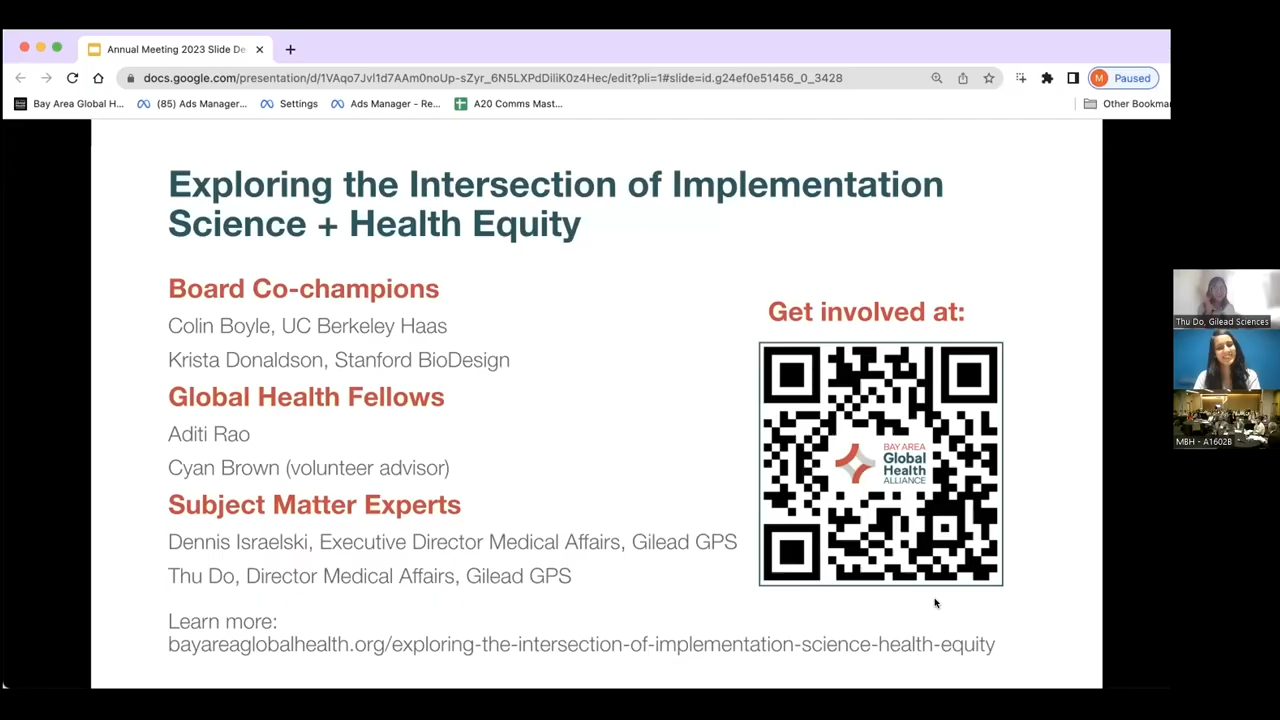 Annual Meeting 2023 Slide De
docs.google.com/presentation/d/1VAqo7Jvl1d7AAm0noUp-sZyr_6N5LXPdDiliK0z4Hec/edit?pli=1#slide=id.g24ef0e51456_0_3428
M Paused
Bay Area Global H... (85) Ads Manager... Settings Ads Manager - Re... A20 Comms Mast... Other Bookmar
Exploring the Intersection of Implementation
Science + Health Equity
Board Co-champions
Colin Boyle, UC Berkeley Haas
Krista Donaldson, Stanford BioDesign
Global Health Fellows
Aditi Rao
Cyan Brown (volunteer advisor)
Subject Matter Experts
Dennis Israelski, Executive Director Medical Affairs, Gilead GPS
Thu Do, Director Medical Affairs, Gilead GPS
Learn more:
bayareaglobalhealth.org/exploring-the-intersection-of-implementation-science-health-equity
Get involved at:
BAY AREA
Global
Health
ALLIANCE
Thu Do, Gilead Sciences
MBH - A1602B